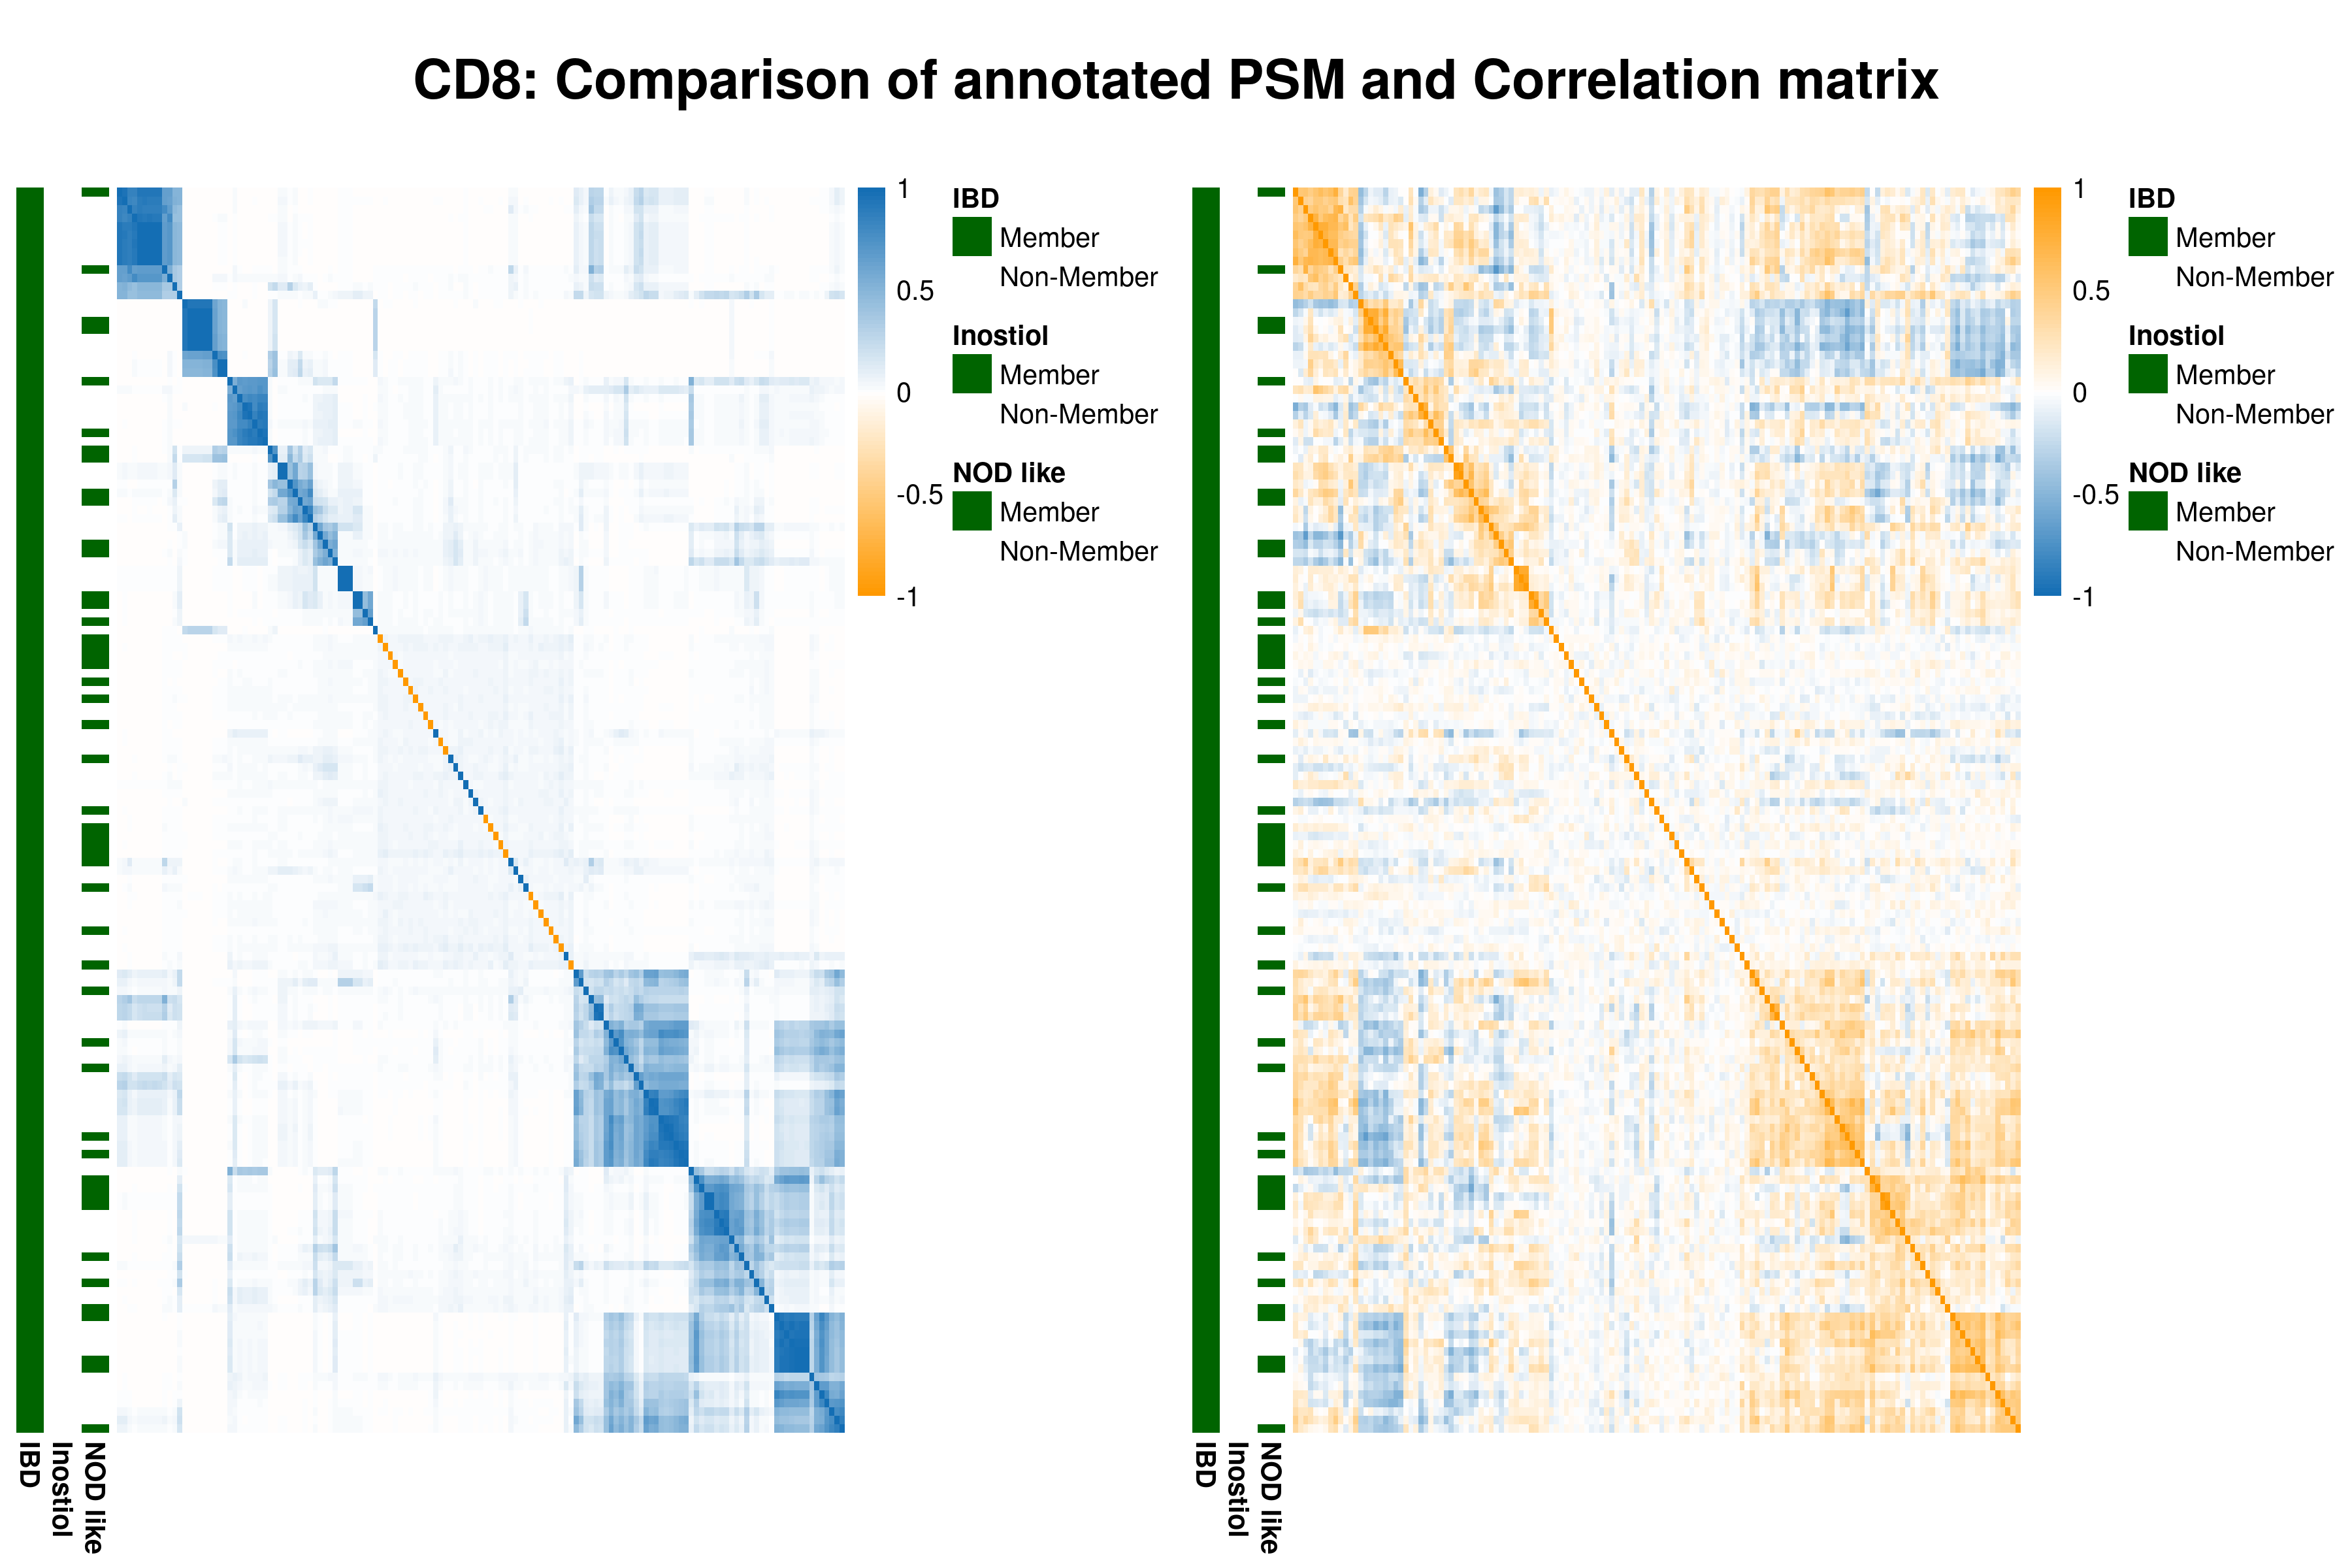 CD8: Comparison of annotated PSM and Correlation matrix
1
0.5
0
-0.5
-1
IBD
Member
Non-Member
Inostiol
Member
Non-Member
NOD like
Member
Non-Member
IBD
Inostiol
NOD like
1
0.5
0
-0.5
-1
IBD
Member
Non-Member
Inostiol
Member
Non-Member
NOD like
Member
Non-Member
IBD
Inostiol
NOD like